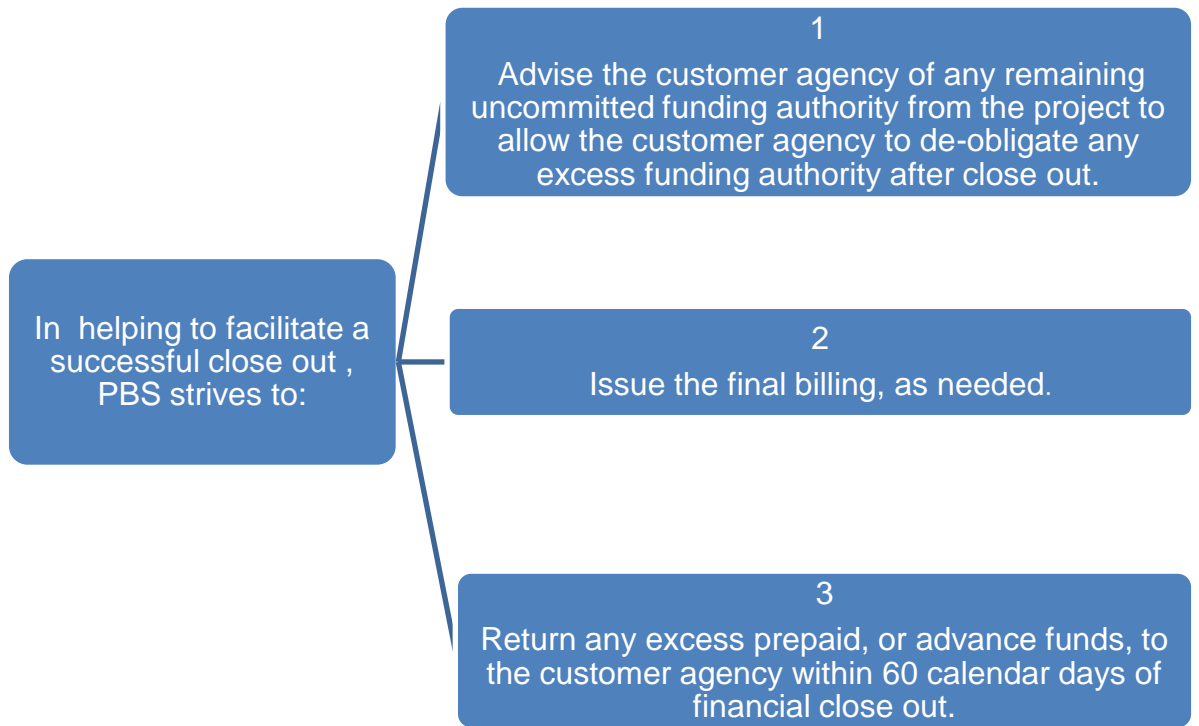 In helping to facilitate a
successful close out ,
PBS strives to:
1
Advise the customer agency of any remaining
uncommitted funding authority from the project to
allow the customer agency to de-obligate any
excess funding authority after close out.
2
Issue the final billing, as needed.
3
Return any excess prepaid, or advance funds, to
the customer agency within 60 calendar days of
financial close out.